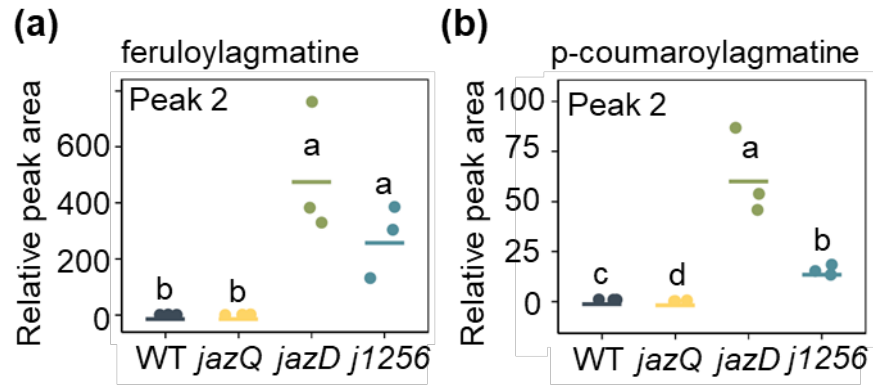 (a)
feruloylagmatine
Peak 2
Relative peak area
600
400
200
0
a
a
b
b
WT jazQ jazD j1256
(b)
p-coumaroylagmatine
Peak 2
Relative peak area
100
75
50
25
0
a
b
c
d
WT jazQ jazD j1256